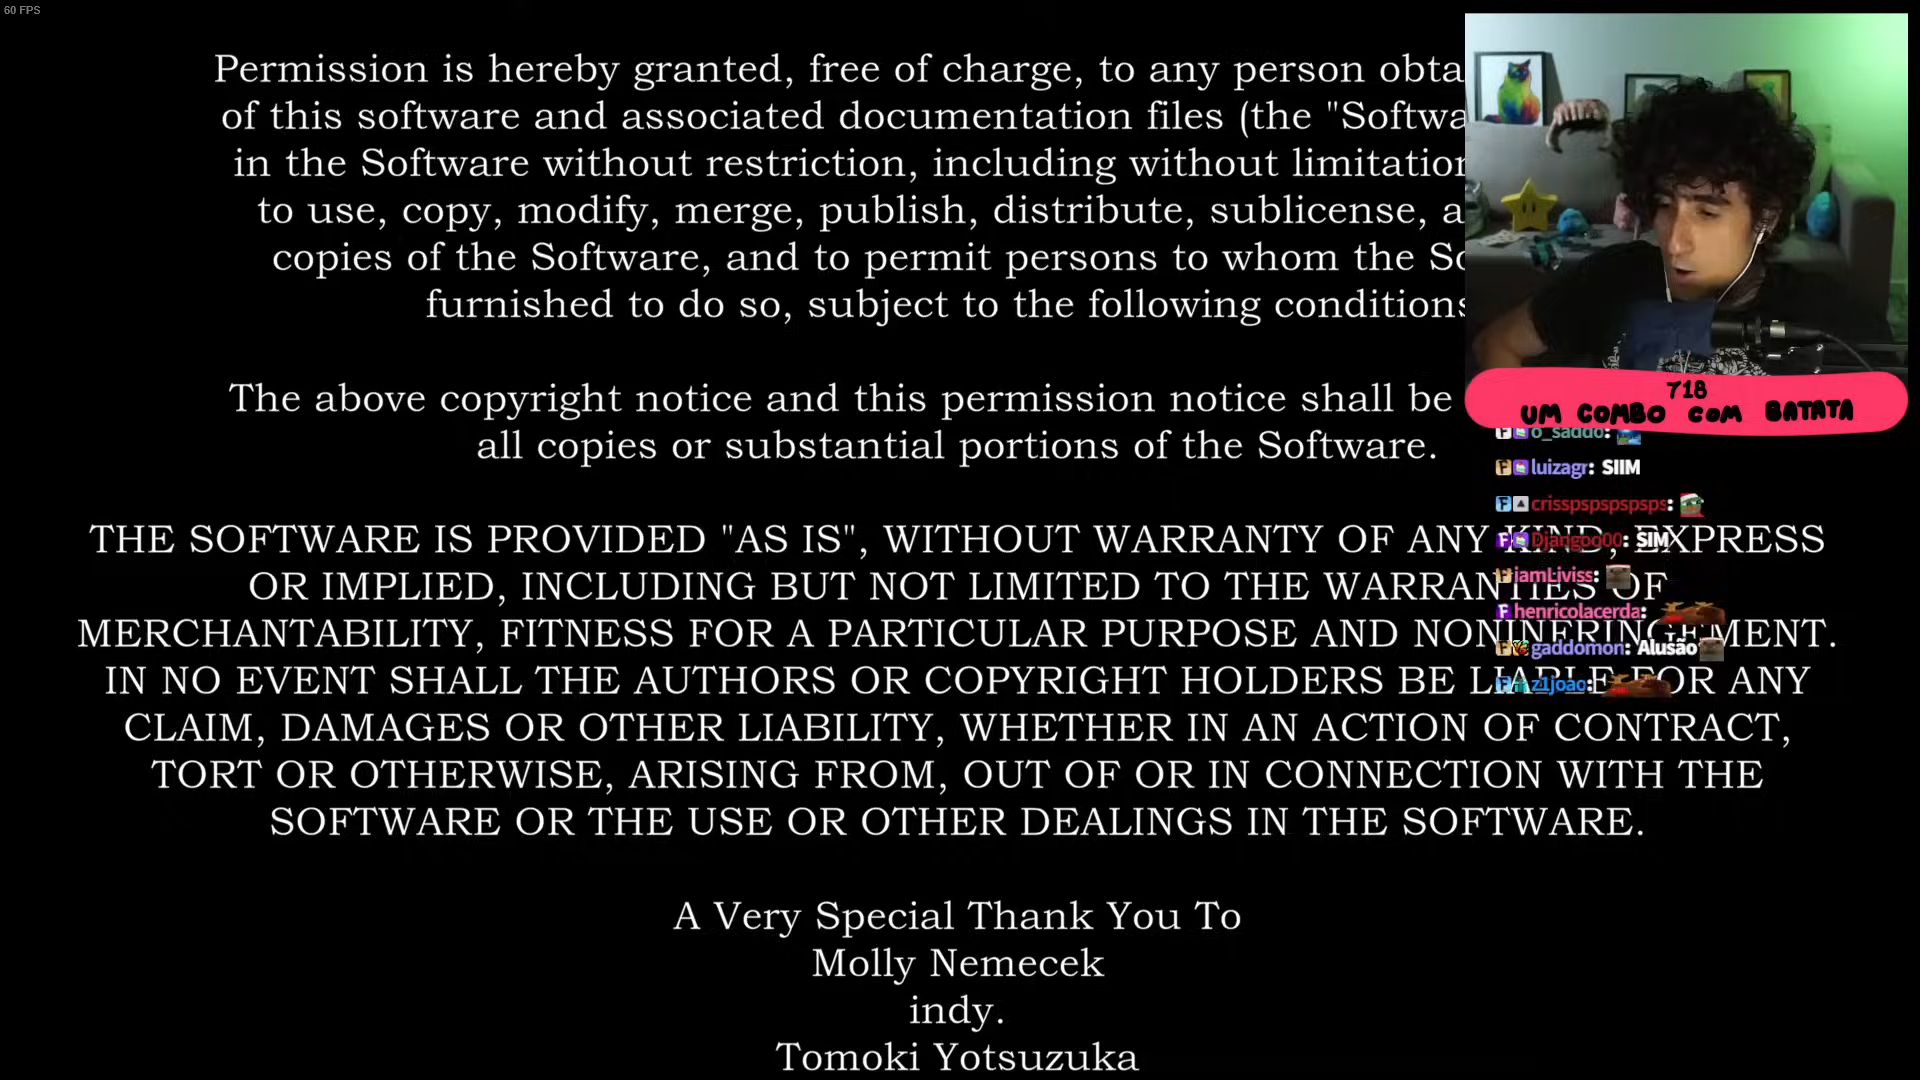 60 FPS
Permission is hereby granted, free of charge, to any person obta
of this software and associated documentation files (the "Softwa
in the Software without restriction, including without limitation
to use, copy, modify, merge, publish, distribute, sublicense, a
copies of the Software, and to permit persons to whom the So
furnished to do so, subject to the following conditions
The above copyright notice and this permission notice shall be
all copies or substantial portions of the Software.
THE SOFTWARE IS PROVIDED "AS IS", WITHOUT WARRANTY OF ANY KIND, EXPRESS
OR IMPLIED, INCLUDING BUT NOT LIMITED TO THE WARRANTIES OF
MERCHANTABILITY, FITNESS FOR A PARTICULAR PURPOSE AND NONINFRINGEMENT.
IN NO EVENT SHALL THE AUTHORS OR COPYRIGHT HOLDERS BE LIABLE FOR ANY
CLAIM, DAMAGES OR OTHER LIABILITY, WHETHER IN AN ACTION OF CONTRACT,
TORT OR OTHERWISE, ARISING FROM, OUT OF OR IN CONNECTION WITH THE
SOFTWARE OR THE USE OR OTHER DEALINGS IN THE SOFTWARE.
A Very Special Thank You To
Molly Nemecek
indy.
Tomoki Yotsuzuka
718
UM COMBO COM BATATA
o_saddo:
luizagr: SIIM
crisspspspsps:
Djangoo00: SIM
iamLiviss:
henricolacerda:
gaddomon: Alusão
z1joao: